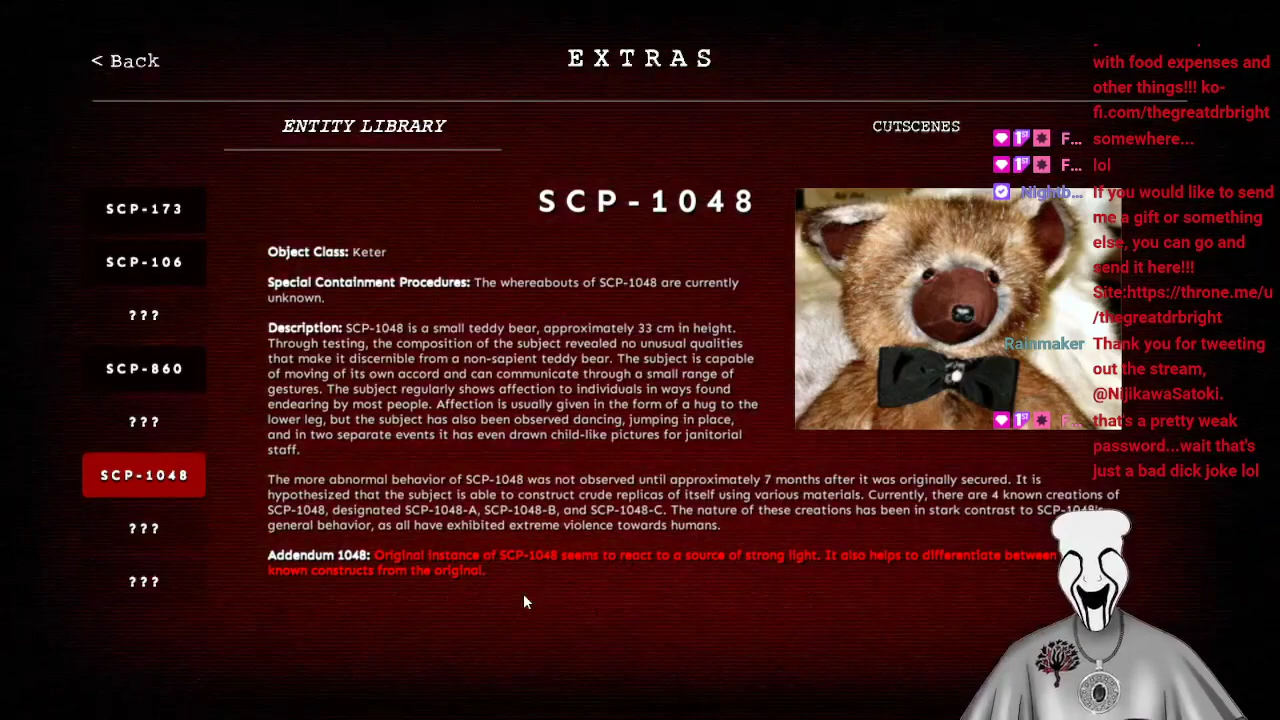 < Back
EXTRAS
ENTITY LIBRARY
CUTSCENES
SCP-173
SCP-106
???
SCP-860
???
SCP-1048
???
???
SCP-1048
Object Class: Keter
Special Containment Procedures: The whereabouts of SCP-1048 are currently
unknown.
Description: SCP-1048 is a small teddy bear, approximately 33 cm in height.
Through testing, the composition of the subject revealed no unusual qualities
that make it discernible from a non-sapient teddy bear. The subject is capable
of moving of its own accord and can communicate through a small range of
gestures. The subject regularly shows affection to individuals in ways found
endearing by most people. Affection is usually given in the form of a hug to the
lower leg, but the subject has also been observed dancing, jumping in place,
and in two separate events it has even drawn child-like pictures for janitorial
staff.
The more abnormal behavior of SCP-1048 was not observed until approximately 7 months after it was originally secured. It is
hypothesized that the subject is able to construct crude replicas of itself using various materials. Currently, there are 4 known creations of
SCP-1048, designated SCP-1048-A, SCP-1048-B, and SCP-1048-C. The nature of these creations has been in stark contrast to SCP-1048's
general behavior, as all have exhibited extreme violence towards humans.
Addendum 1048: Original instance of SCP-1048 seems to react to a source of strong light. It also helps to differentiate between
known constructs from the original.
with food expenses and
other things!!! ko-
fi.com/thegreatdrbright
F... somewhere...
F... lol
Nightb... If you would like to send
me a gift or something
else, you can go and
send it here!!!
Site:https://throne.me/u
/thegreatdrbright
Rainmaker Thank you for tweeting
out the stream,
@NijikawaSatoki.
F... that's a pretty weak
password...wait that's
just a bad dick joke lol